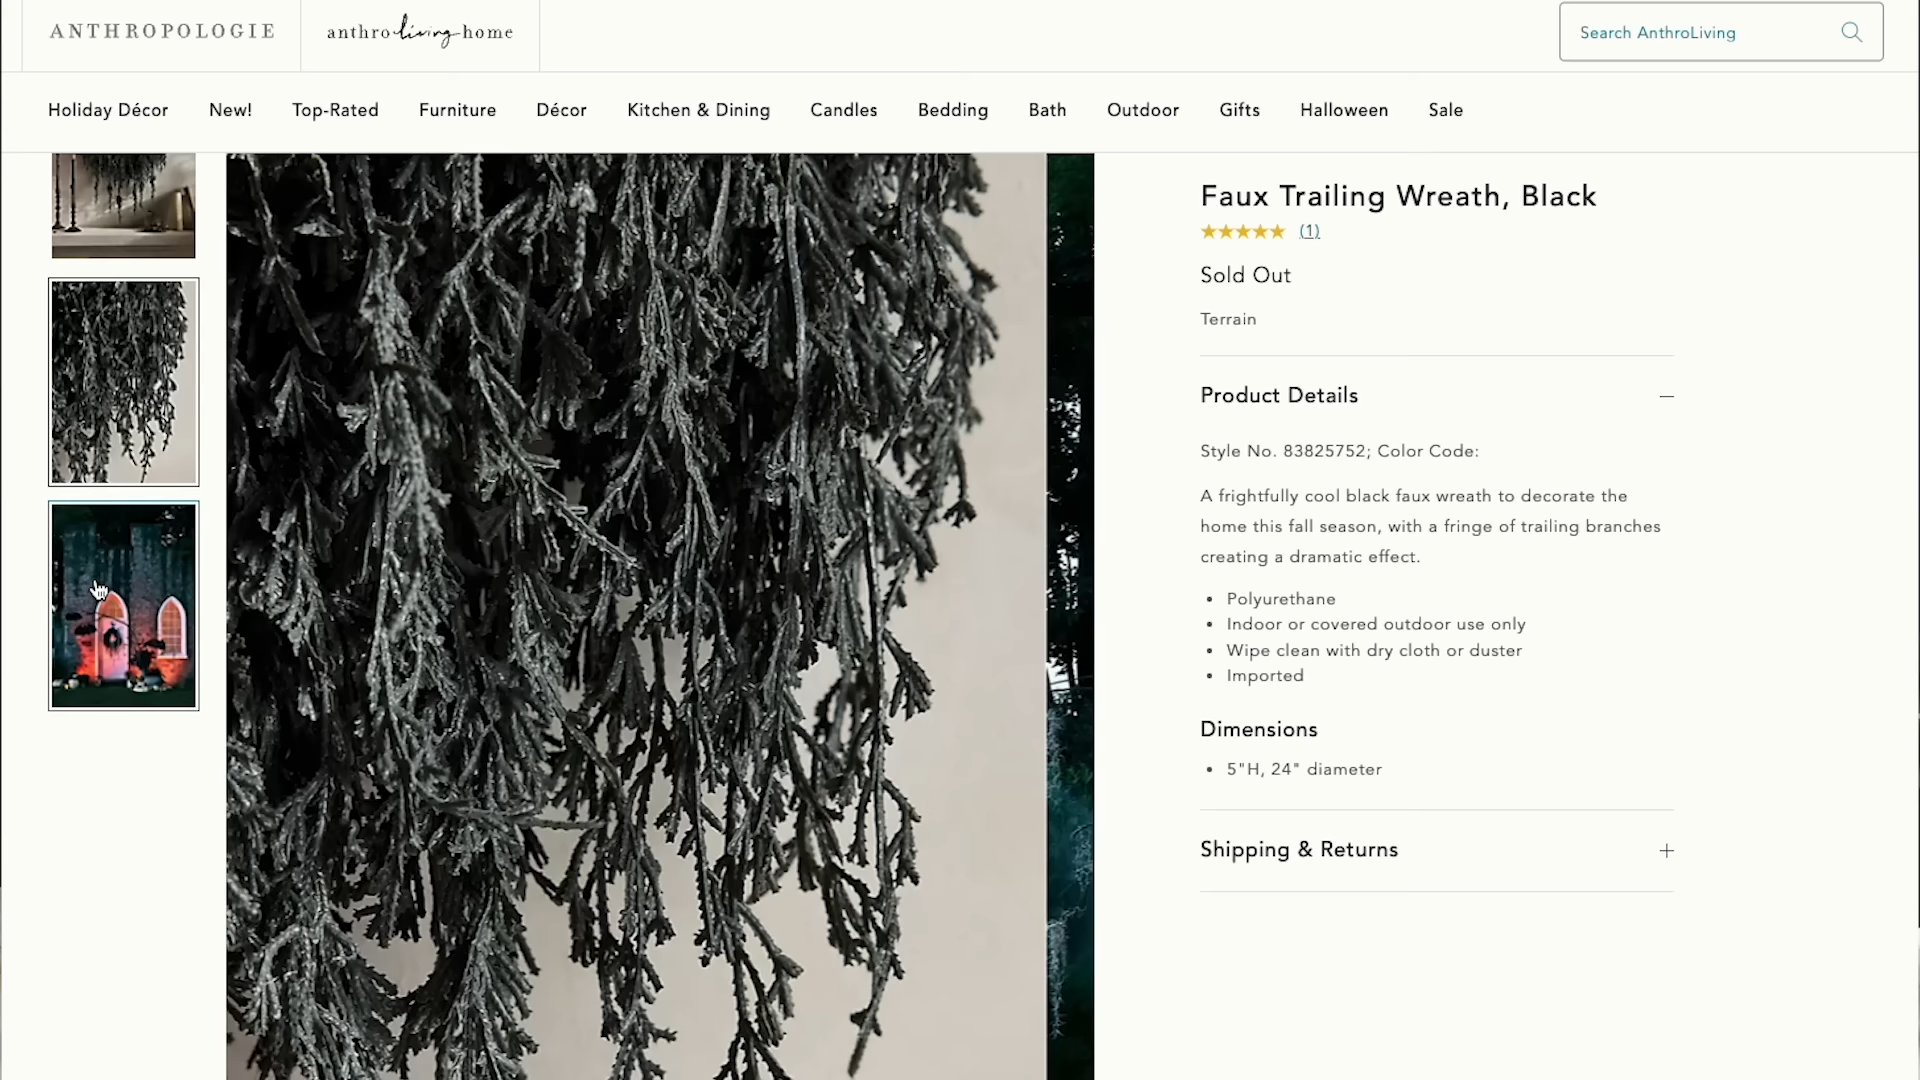 ANTHROPOLOGIE
anthroliving home
Search AnthroLiving
Holiday Décor New! Top-Rated Furniture Décor Kitchen & Dining Candles Bedding Bath Outdoor Gifts Halloween Sale
Faux Trailing Wreath, Black
(1)
Sold Out
Terrain
Product Details
Style No. 83825752; Color Code:
A frightfully cool black faux wreath to decorate the
home this fall season, with a fringe of trailing branches
creating a dramatic effect.
• Polyurethane
• Indoor or covered outdoor use only
• Wipe clean with dry cloth or duster
• Imported
Dimensions
• 5"H, 24" diameter
Shipping & Returns